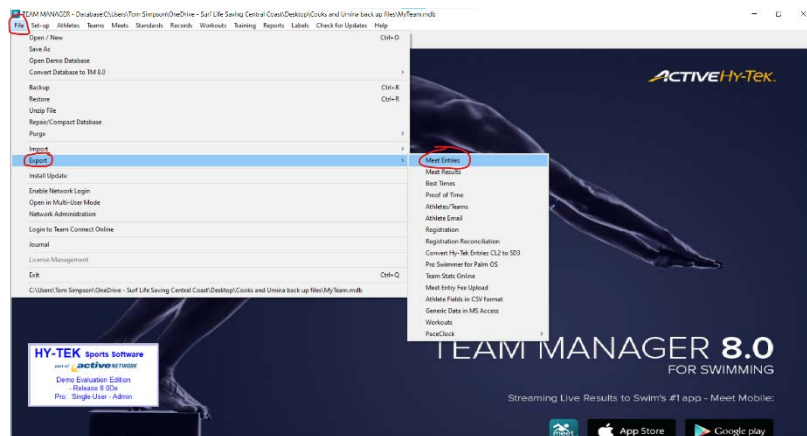 TEAM MANAGER - Database:C:\Users\Tom Simpson\OneDrive - Surf Life Saving Central Coast\Desktop\Cooks and Umina back up files\MyTeam.mdb
File Set-up Athletes Teams Meets Standards Records Workouts Training Reports Labels Check for Updates Help
Open / New Ctrl+O
Save As
Open Demo Database
Convert Database to TM 8.0
Backup Ctrl+B
Restore Ctrl+R
Unzip File
Repair/Compact Database
Purge
Import
Export
Install Update
Enable Network Login
Open in Multi-User Mode
Network Administration
Login to Team Connect Online
Journal
License Management
Exit Ctrl+Q
C:\Users\Tom Simpson\OneDrive - Surf Life Saving Central Coast\Desktop\Cooks and Umina back up files\MyTeam.mdb
Meet Entries
Meet Results
Best Times
Proof of Time
Athletes/Teams
Athlete Email
Registration
Registration Reconciliation
Convert Hy-Tek Entries CL2 to SD3
Pro Swimmer for Palm OS
Team Stats Online
Meet Entry Fee Upload
Athlete Fields in CSV format
Generic Data in MS Access
Workouts
PaceClock
ACTIVEHy-Tek.
HY-TEK Sports Software
part of active NETWORK
Demo Evaluation Edition
- Release 8.0De
Pro: Single-User - Admin
TEAM MANAGER 8.0
FOR SWIMMING
Streaming Live Results to Swim's #1 app - Meet Mobile:
meet
App Store
Google play